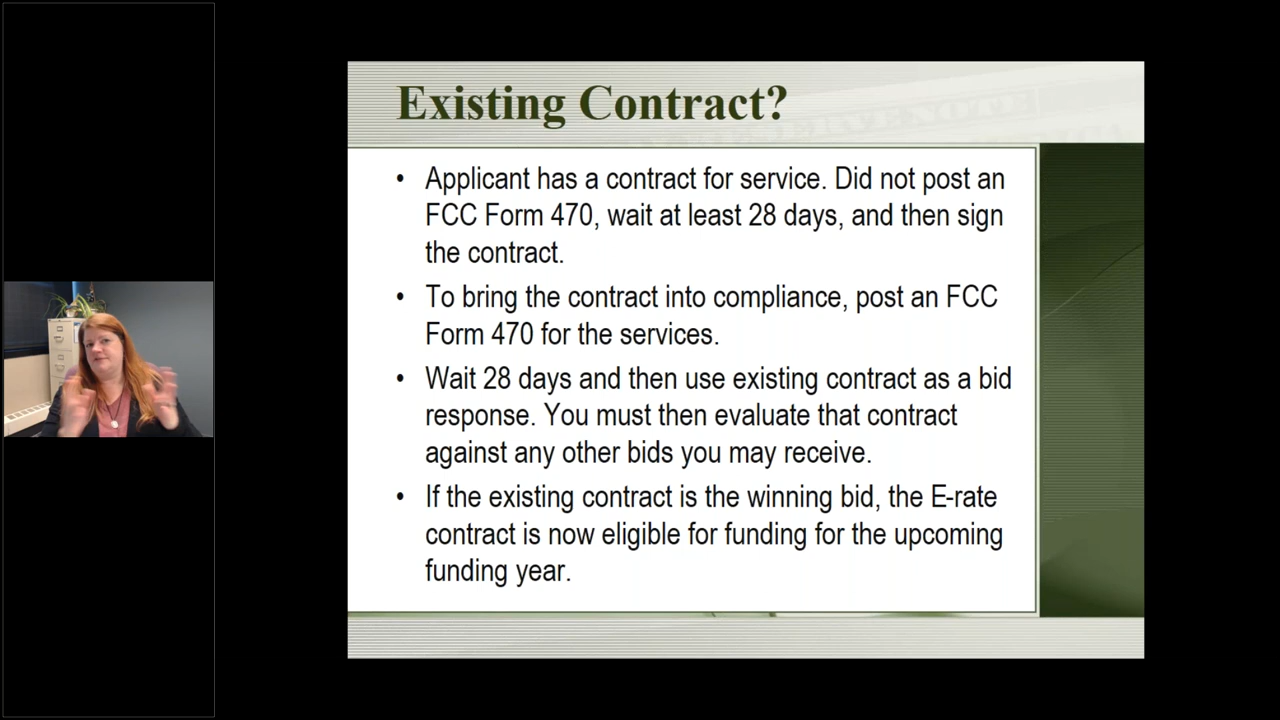 Existing Contract?
• Applicant has a contract for service. Did not post an
FCC Form 470, wait at least 28 days, and then sign
the contract.
• To bring the contract into compliance, post an FCC
Form 470 for the services.
• Wait 28 days and then use existing contract as a bid
response. You must then evaluate that contract
against any other bids you may receive.
• If the existing contract is the winning bid, the E-rate
contract is now eligible for funding for the upcoming
funding year.